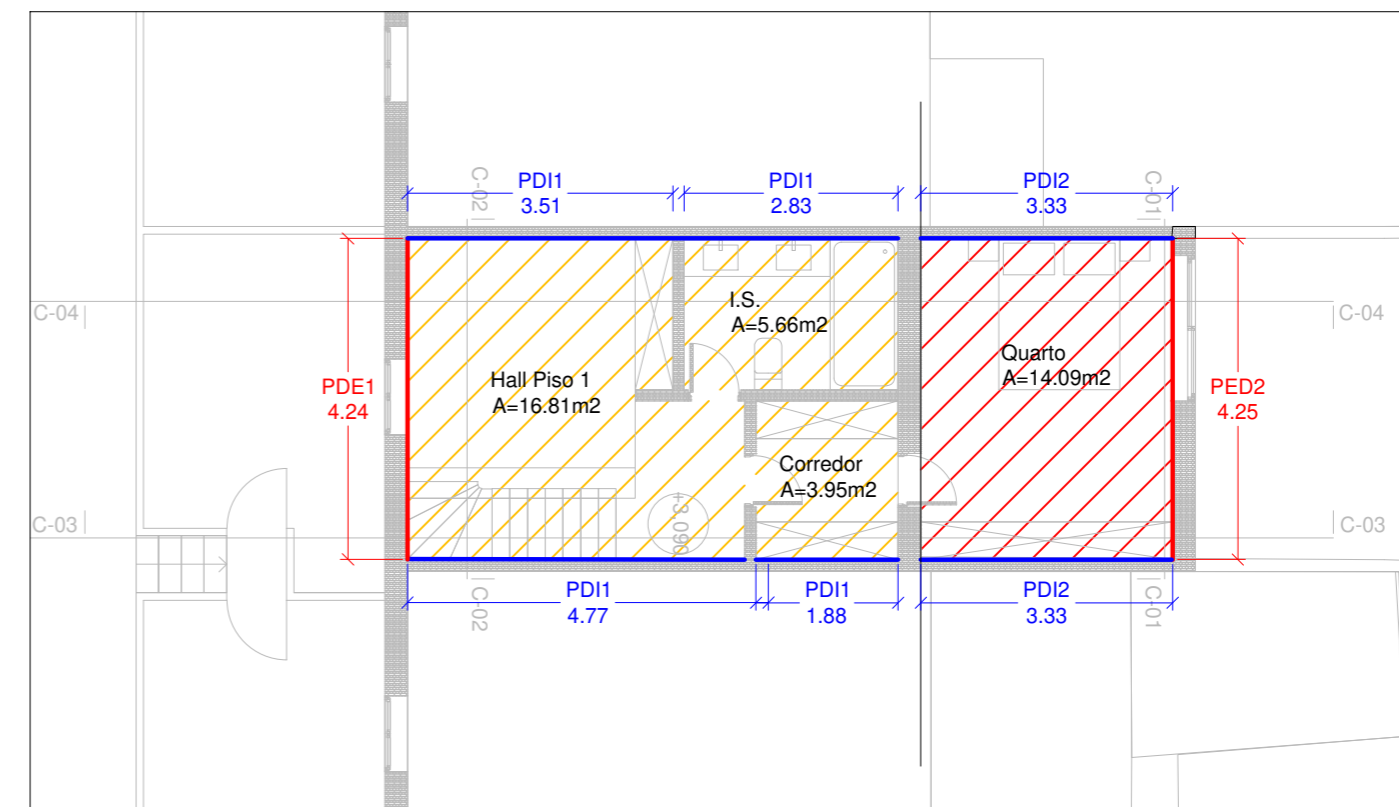 C-02
C-01
PDI1
3.51
PDI1
2.83
PDI2
3.33
C-04
C-04
I.S.
A=5.66m2
Quarto
A=14.09m2
Hall Piso 1
A=16.81m2
PDE1
4.24
PED2
4.25
Corredor
A=3.95m2
+3.090
C-03
C-03
PDI1
4.77
PDI1
1.88
PDI2
3.33
C-02
C-01